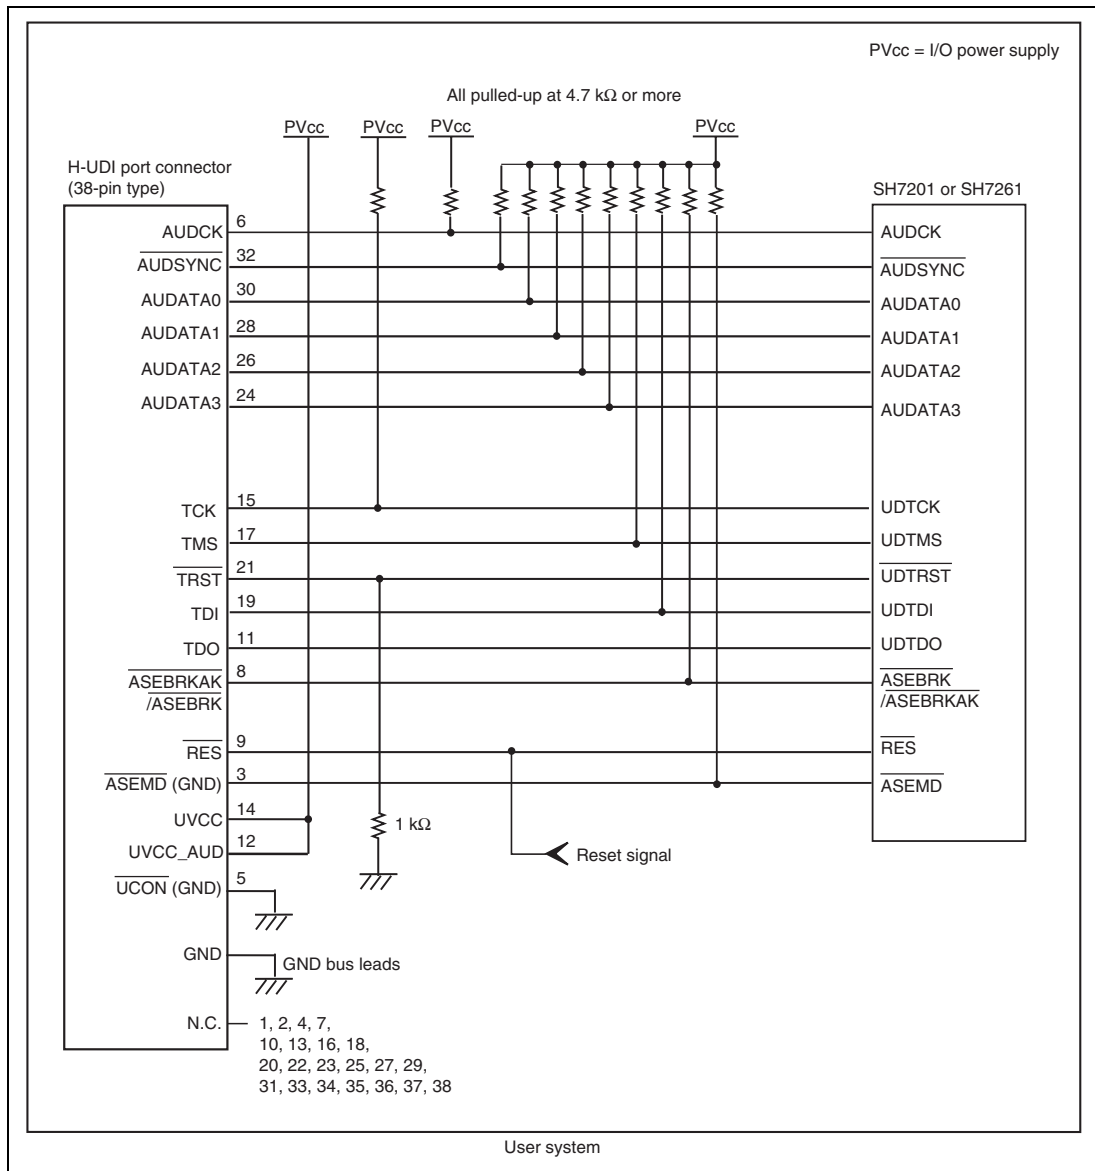 PVcc = I/O power supply
All pulled-up at 4.7 kΩ or more
PVcc
PVcc
PVcc
PVcc
H-UDI port connector
(38-pin type)
SH7201 or SH7261
AUDCK
6
AUDCK
AUDSYNC
32
AUDSYNC
AUDATA0
30
AUDATA0
AUDATA1
28
AUDATA1
AUDATA2
26
AUDATA2
AUDATA3
24
AUDATA3
TCK
15
UDTCK
TMS
17
UDTMS
TRST
21
UDTRST
TDI
19
UDTDI
TDO
11
UDTDO
ASEBRKAK
/ASEBRK
8
ASEBRK
/ASEBRKAK
RES
9
RES
ASEMD (GND)
3
ASEMD
UVCC
14
1 kΩ
UVCC_AUD
12
Reset signal
UCON (GND)
5
GND
GND bus leads
N.C.
1, 2, 4, 7,
10, 13, 16, 18,
20, 22, 23, 25, 27, 29,
31, 33, 34, 35, 36, 37, 38
User system